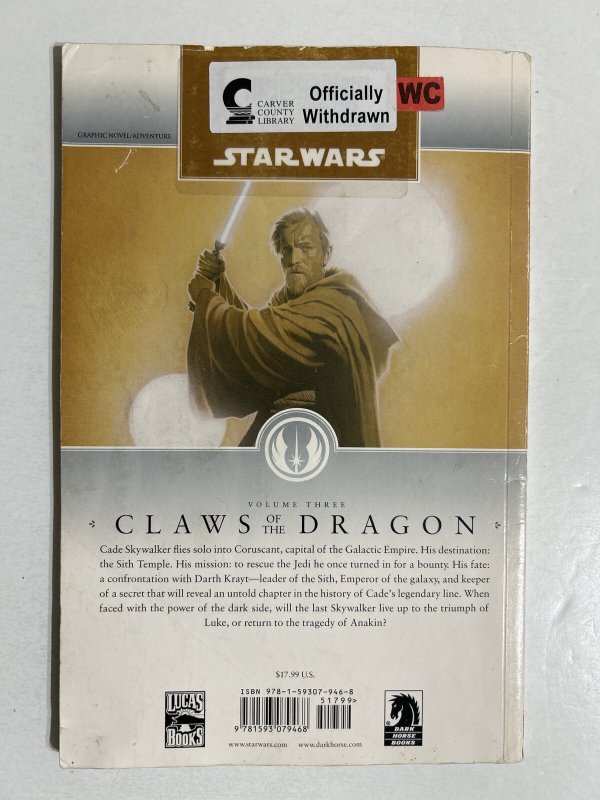 CARVER
COUNTY
LIBRARY
Officially
Withdrawn
WC
GRAPHIC NOVEL/ADVENTURE
STAR WARS
VOLUME THREE
CLAWS OF THE DRAGON
Cade Skywalker flies solo into Coruscant, capital of the Galactic Empire. His destination:
the Sith Temple. His mission: to rescue the Jedi he once turned in for a bounty. His fate:
a confrontation with Darth Krayt—leader of the Sith, Emperor of the galaxy, and keeper
of a secret that will reveal an untold chapter in the history of Cade's legendary line. When
faced with the power of the dark side, will the last Skywalker live up to the triumph of
Luke, or return to the tragedy of Anakin?
$17.99 U.S.
ISBN 978-1-59307-946-8
51799>
9 781593 079468
LUCAS
BOOKS
www.starwars.com www.darkhorse.com
DARK
HORSE
BOOKS